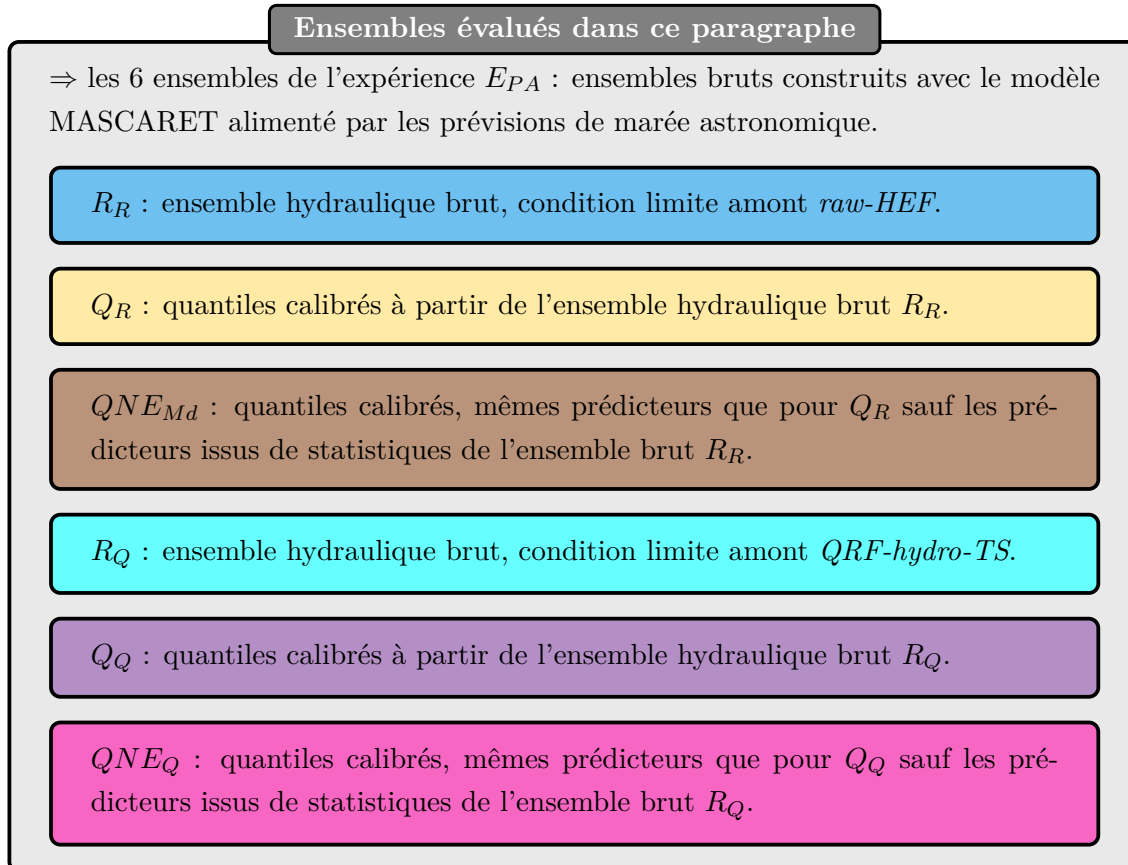 Ensembles évalués dans ce paragraphe
⇒ les 6 ensembles de l'expérience E_{PA} : ensembles bruts construits avec le modèle
MASCARET alimenté par les prévisions de marée astronomique.
R_R : ensemble hydraulique brut, condition limite amont raw-HEF.
Q_R : quantiles calibrés à partir de l'ensemble hydraulique brut R_R.
QNE_{Md} : quantiles calibrés, mêmes prédicteurs que pour Q_R sauf les pré-
dicteurs issus de statistiques de l'ensemble brut R_R.
R_Q : ensemble hydraulique brut, condition limite amont QRF-hydro-TS.
Q_Q : quantiles calibrés à partir de l'ensemble hydraulique brut R_Q.
QNE_Q : quantiles calibrés, mêmes prédicteurs que pour Q_Q sauf les pré-
dicteurs issus de statistiques de l'ensemble brut R_Q.